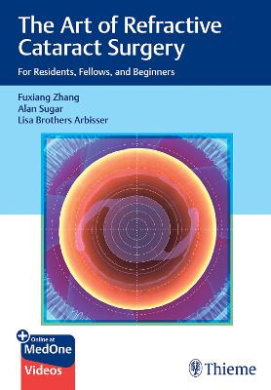 The Art of Refractive
Cataract Surgery
For Residents, Fellows, and Beginners
Fuxiang Zhang
Alan Sugar
Lisa Brothers Arbisser
+ Online at
MedOne
Videos
Thieme